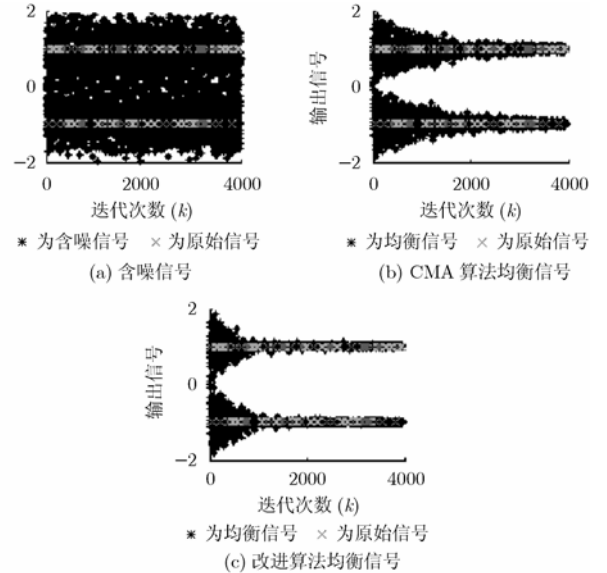 2
1
0
−1
−2
0
2000
4000
迭代次数 (k)
* 为含噪信号 × 为原始信号
(a) 含噪信号
2
0
−2
输出信号
0
2000
4000
迭代次数 (k)
* 为均衡信号 × 为原始信号
(b) CMA 算法均衡信号
2
0
−2
输出信号
0
2000
4000
迭代次数 (k)
* 为均衡信号 × 为原始信号
(c) 改进算法均衡信号